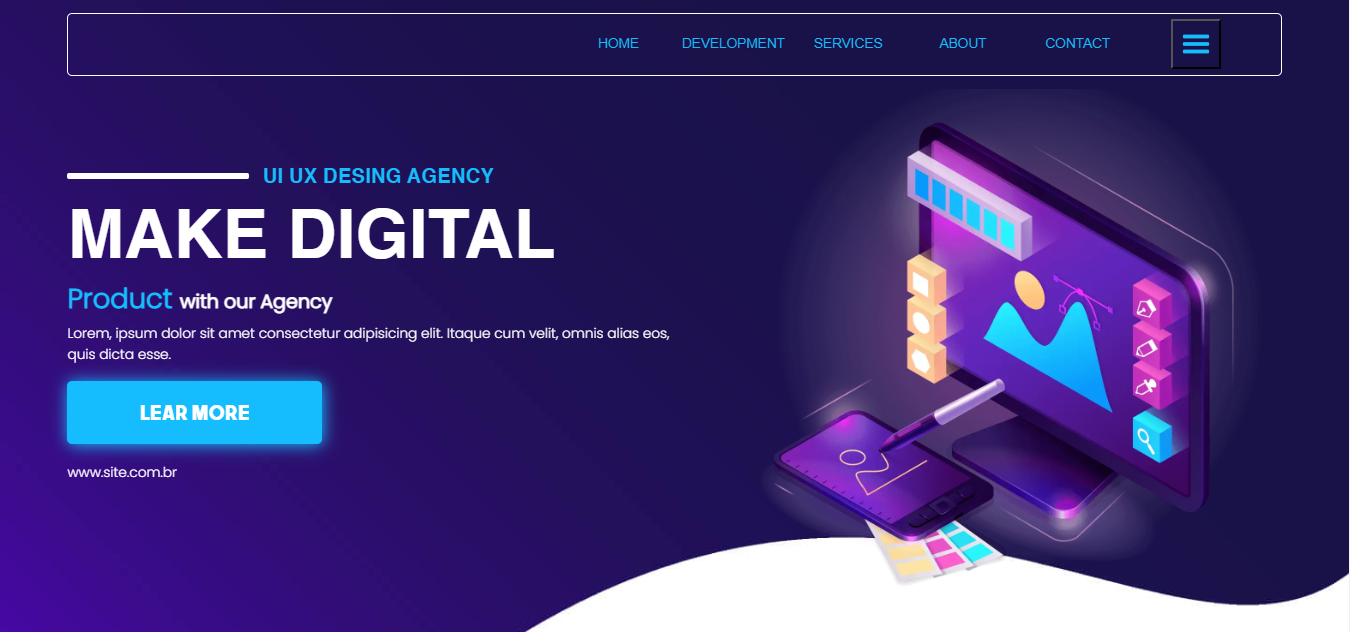 HOME DEVELOPMENT SERVICES ABOUT CONTACT
UI UX DESING AGENCY
MAKE DIGITAL
Product with our Agency
Lorem, ipsum dolor sit amet consectetur adipisicing elit. Itaque cum velit, omnis alias eos,
quis dicta esse.
LEAR MORE
www.site.com.br